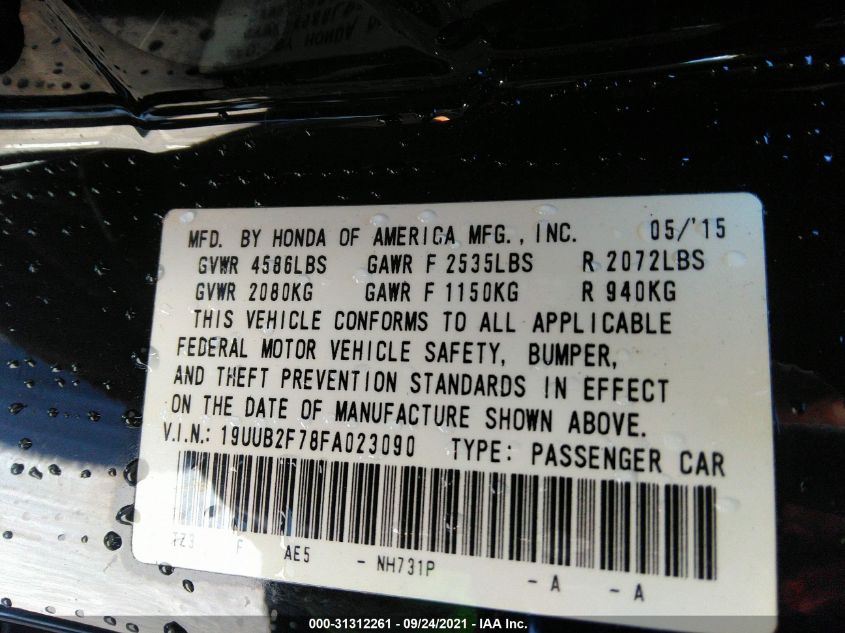 MFD. BY HONDA OF AMERICA MFG., INC. 05/'15
GVWR 4586LBS GAWR F 2535LBS R 2072LBS
GVWR 2080KG GAWR F 1150KG R 940KG
THIS VEHICLE CONFORMS TO ALL APPLICABLE
FEDERAL MOTOR VEHICLE SAFETY, BUMPER,
AND THEFT PREVENTION STANDARDS IN EFFECT
ON THE DATE OF MANUFACTURE SHOWN ABOVE.
V.I.N.: 19UUB2F78FA023090 TYPE: PASSENGER CAR
TZ3 F AE5 - NH731P - A - A
000-31312261 - 09/24/2021 - IAA Inc.